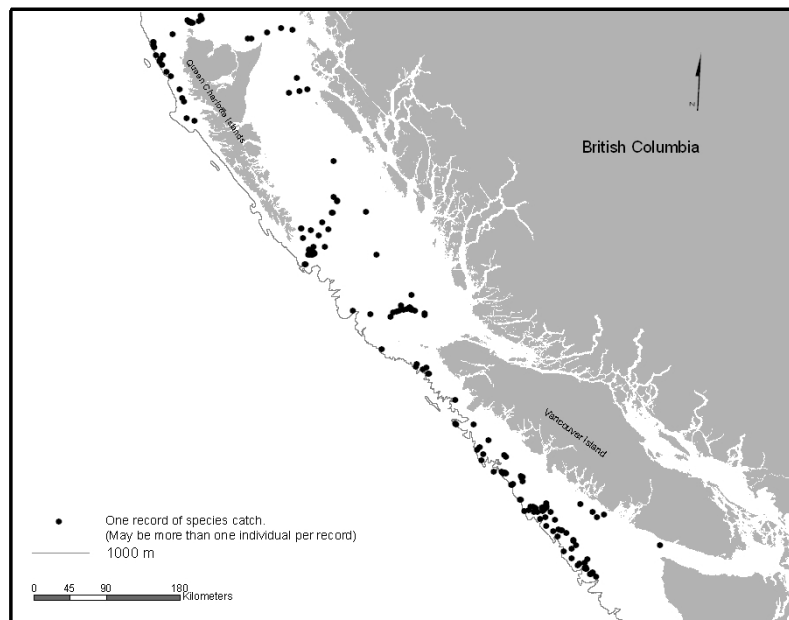 Queen Charlotte Islands
British Columbia
N
Vancouver Island
One record of species catch.
(May be more than one individual per record)
1000 m
0 45 90 180
Kilometers